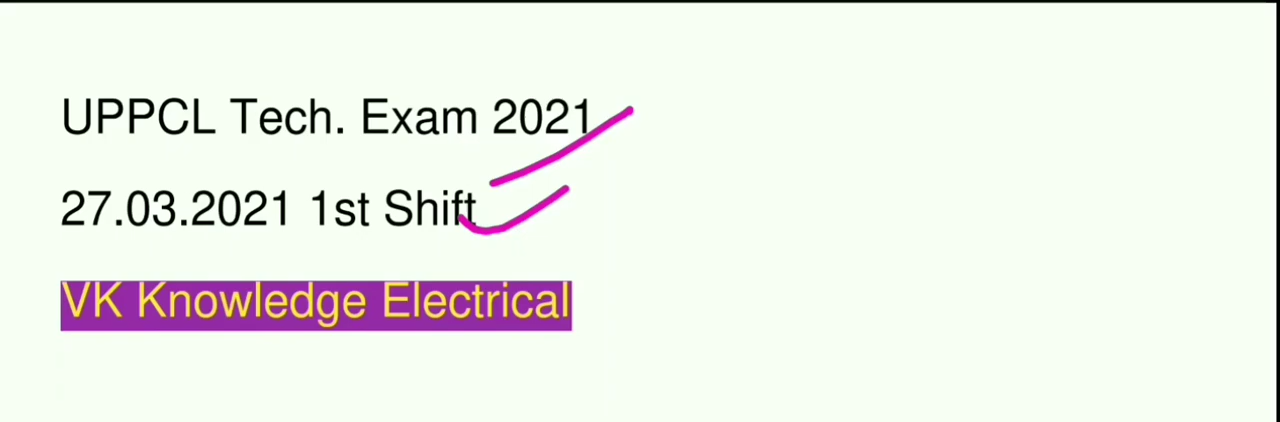 UPPCL Tech. Exam 2021
27.03.2021 1st Shift
VK Knowledge Electrical